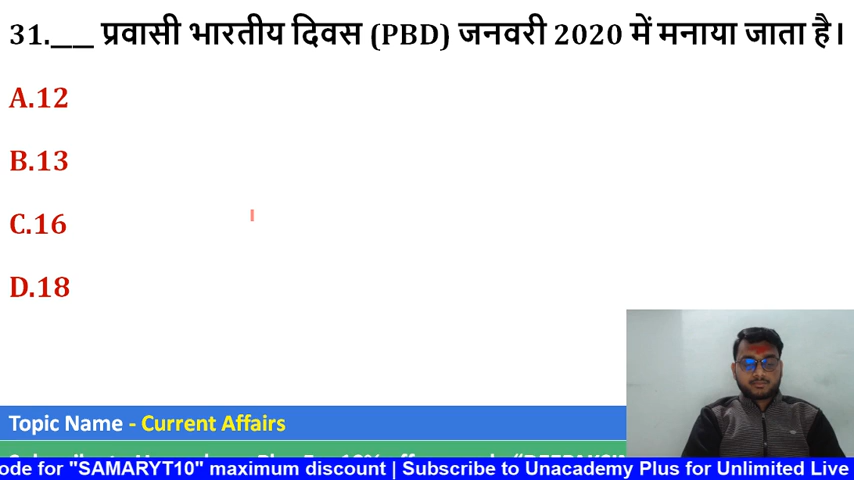 31.___ प्रवासी भारतीय दिवस (PBD) जनवरी 2020 में मनाया जाता है।
A.12
B.13
C.16
D.18
Topic Name - Current Affairs
ode for "SAMARYT10" maximum discount | Subscribe to Unacademy Plus for Unlimited Live